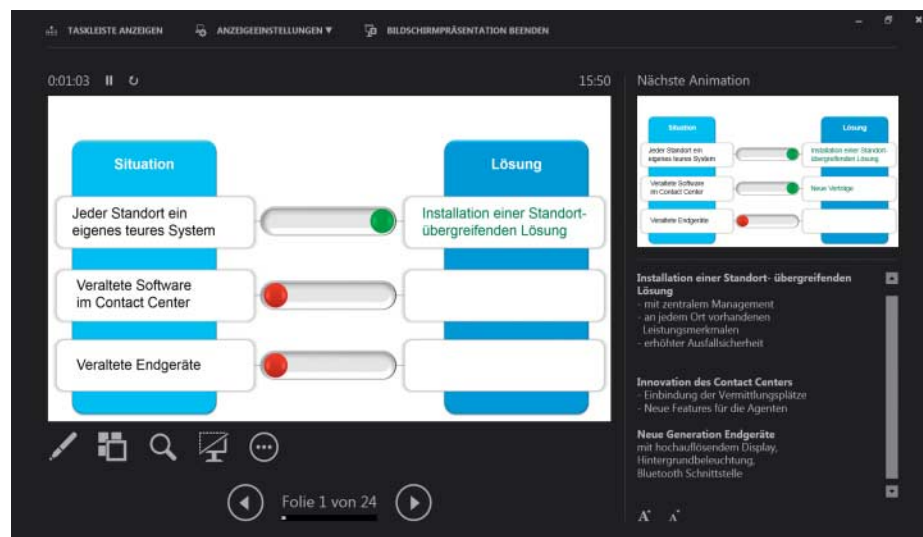 TASKLEISTE ANZEIGEN
ANZEIGEEINSTELLUNGEN ▼
BILDSCHIRMPRÄSENTATION BEENDEN
0:01:03
15:50
Situation
Lösung
Jeder Standort ein
eigenes teures System
Installation einer Standort-
übergreifenden Lösung
Veraltete Software
im Contact Center
Veraltete Endgeräte
Folie 1 von 24
Nächste Animation
Situation
Lösung
Jeder Standort ein
eigenes teures System
Installation einer Standort-
übergreifenden Lösung
Veraltete Software
im Contact Center
Neue Verträge
Veraltete Endgeräte
Installation einer Standort- übergreifenden
Lösung
- mit zentralem Management
- an jedem Ort vorhandenen
Leistungsmerkmalen
- erhöhter Ausfallsicherheit
Innovation des Contact Centers
- Einbindung der Vermittlungsplätze
- Neue Features für die Agenten
Neue Generation Endgeräte
mit hochauflösendem Display,
Hintergrundbeleuchtung,
Bluetooth Schnittstelle
A A